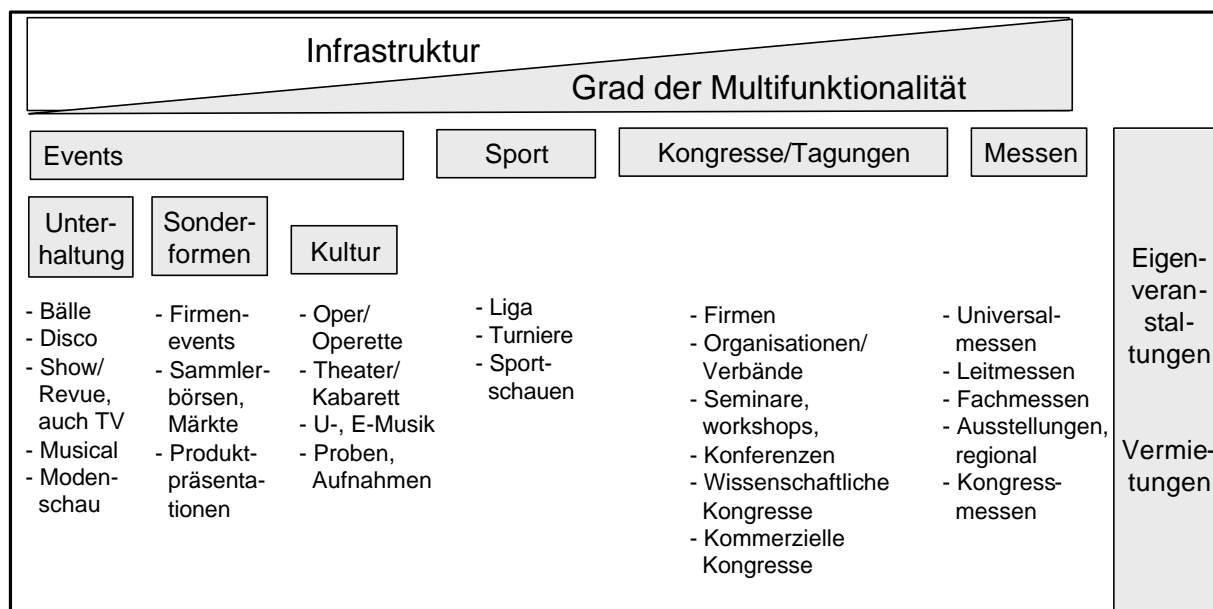 Infrastruktur
Grad der Multifunktionalität
Events
Sport
Kongresse/Tagungen
Messen
Unter-
haltung
Sonder-
formen
Kultur
- Bälle
- Disco
- Show/
Revue,
auch TV
- Musical
- Moden-
schau
- Firmen-
events
- Sammler-
börsen,
Märkte
- Produkt-
präsenta-
tionen
- Oper/
Operette
- Theater/
Kabarett
- U-, E-Musik
- Proben,
Aufnahmen
- Liga
- Turniere
- Sport-
schauen
- Firmen
- Organisationen/
Verbände
- Seminare,
workshops,
- Konferenzen
- Wissenschaftliche
Kongresse
- Kommerzielle
Kongresse
- Universal-
messen
- Leitmessen
- Fachmessen
- Ausstellungen,
regional
- Kongress-
messen
Eigen-
veran-
stal-
tungen
Vermie-
tungen